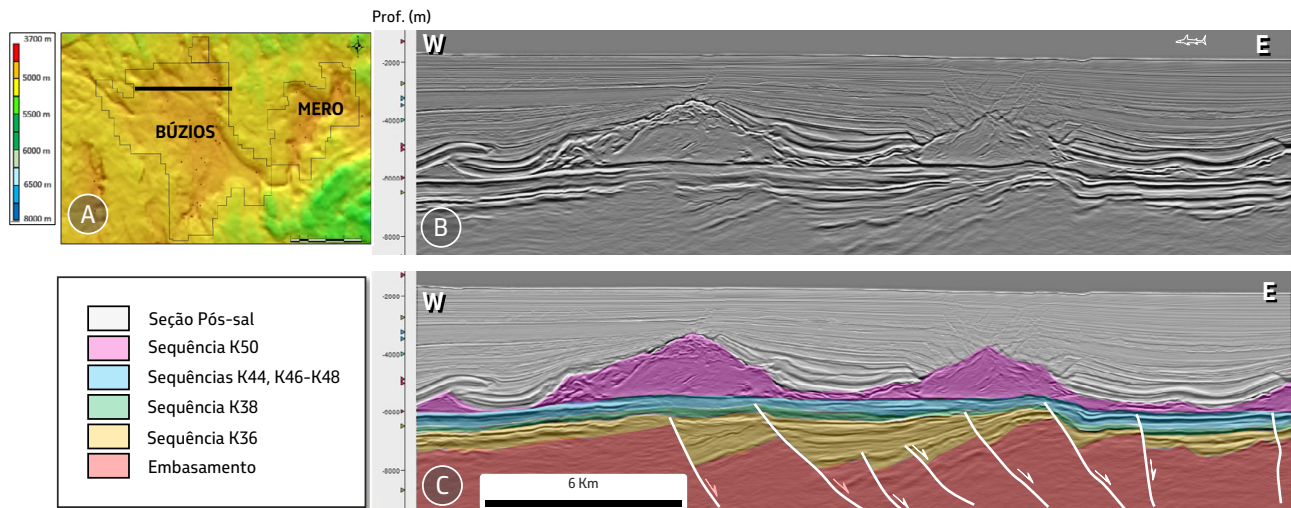 Prof. (m)
3700 m
5000 m
5500 m
6000 m
6500 m
8000 m
BÚZIOS
MERO
A
W
E
-2000
-4000
-6000
-8000
B
Seção Pós-sal
Sequência K50
Sequências K44, K46-K48
Sequência K38
Sequência K36
Embasamento
W
E
-2000
-4000
-6000
-8000
C
6 Km